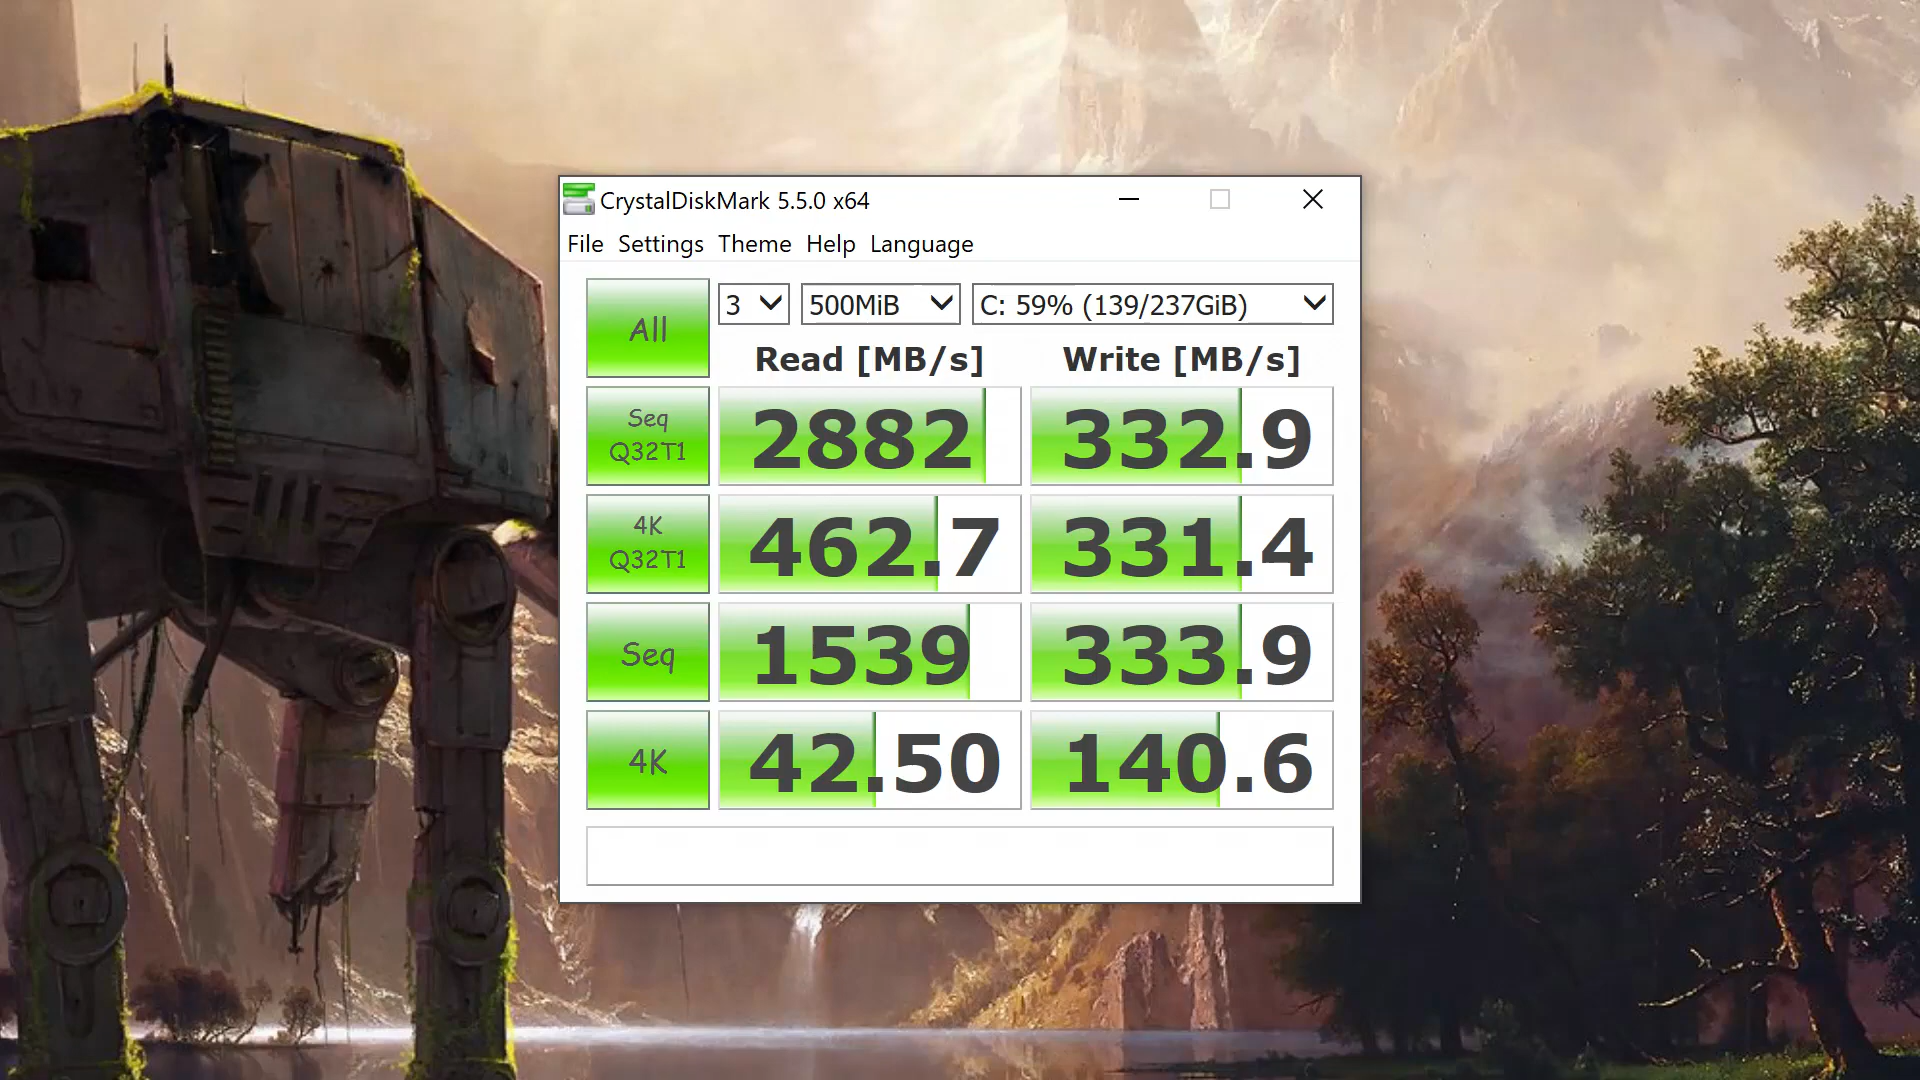 CrystalDiskMark 5.5.0 x64
File Settings Theme Help Language
All 3 500MiB C: 59% (139/237GiB)
Read [MB/s] Write [MB/s]
Seq Q32T1 2882 332.9
4K Q32T1 462.7 331.4
Seq 1539 333.9
4K 42.50 140.6